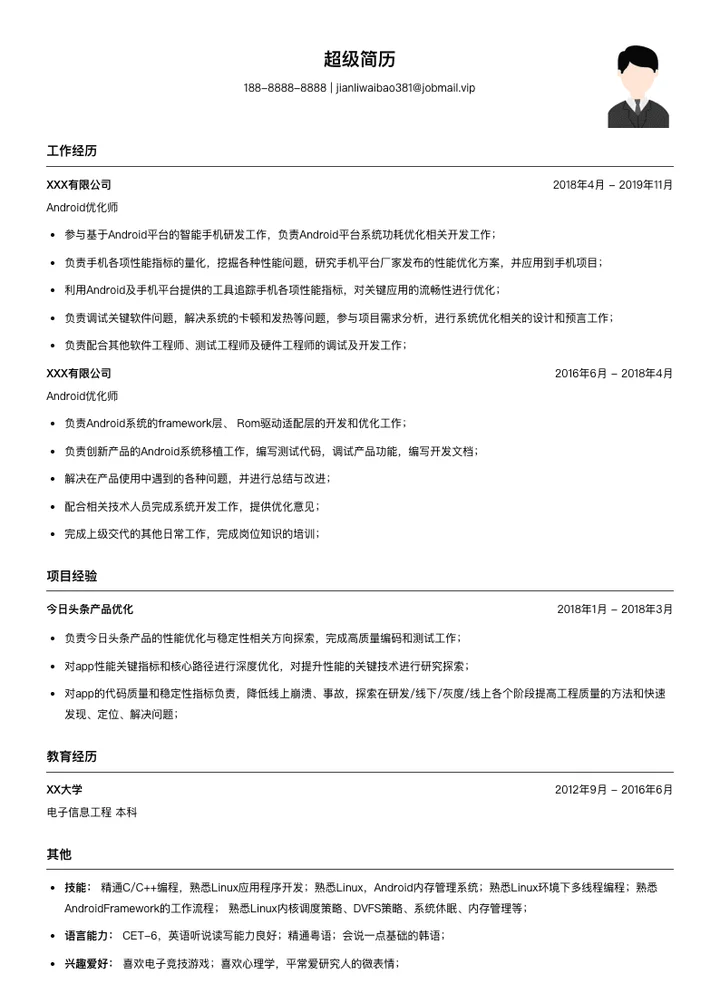 超级简历
188-8888-8888 | jianliwaibao381@jobmail.vip
工作经历
XXX有限公司 2018年4月 - 2019年11月
Android优化师
• 参与基于Android平台的智能手机研发工作，负责Android平台系统功耗优化相关开发工作；
• 负责手机各项性能指标的量化，挖掘各种性能问题，研究手机平台厂家发布的性能优化方案，并应用到手机项目；
• 利用Android及手机平台提供的工具追踪手机各项性能指标，对关键应用的流畅性进行优化；
• 负责调试关键软件问题，解决系统的卡顿和发热等问题，参与项目需求分析，进行系统优化相关的设计和预言工作；
• 负责配合其他软件工程师、测试工程师及硬件工程师的调试及开发工作；
XXX有限公司 2016年6月 - 2018年4月
Android优化师
• 负责Android系统的framework层、 Rom驱动适配层的开发和优化工作；
• 负责创新产品的Android系统移植工作，编写测试代码，调试产品功能，编写开发文档；
• 解决在产品使用中遇到的各种问题，并进行总结与改进；
• 配合相关技术人员完成系统开发工作，提供优化意见；
• 完成上级交代的其他日常工作，完成岗位知识的培训；
项目经验
今日头条产品优化 2018年1月 - 2018年3月
• 负责今日头条产品的性能优化与稳定性相关方向探索，完成高质量编码和测试工作；
• 对app性能关键指标和核心路径进行深度优化，对提升性能的关键技术进行研究探索；
• 对app的代码质量和稳定性指标负责，降低线上崩溃、事故，探索在研发/线下/灰度/线上各个阶段提高工程质量的方法和快速
发现、定位、解决问题；
教育经历
XX大学 2012年9月 - 2016年6月
电子信息工程 本科
其他
• 技能： 精通C/C++编程，熟悉Linux应用程序开发；熟悉Linux，Android内存管理系统；熟悉Linux环境下多线程编程；熟悉
AndroidFramework的工作流程； 熟悉Linux内核调度策略、DVFS策略、系统休眠、内存管理等；
• 语言能力： CET-6，英语听说读写能力良好；精通粤语；会说一点基础的韩语；
• 兴趣爱好： 喜欢电子竞技游戏；喜欢心理学，平常爱研究人的微表情；